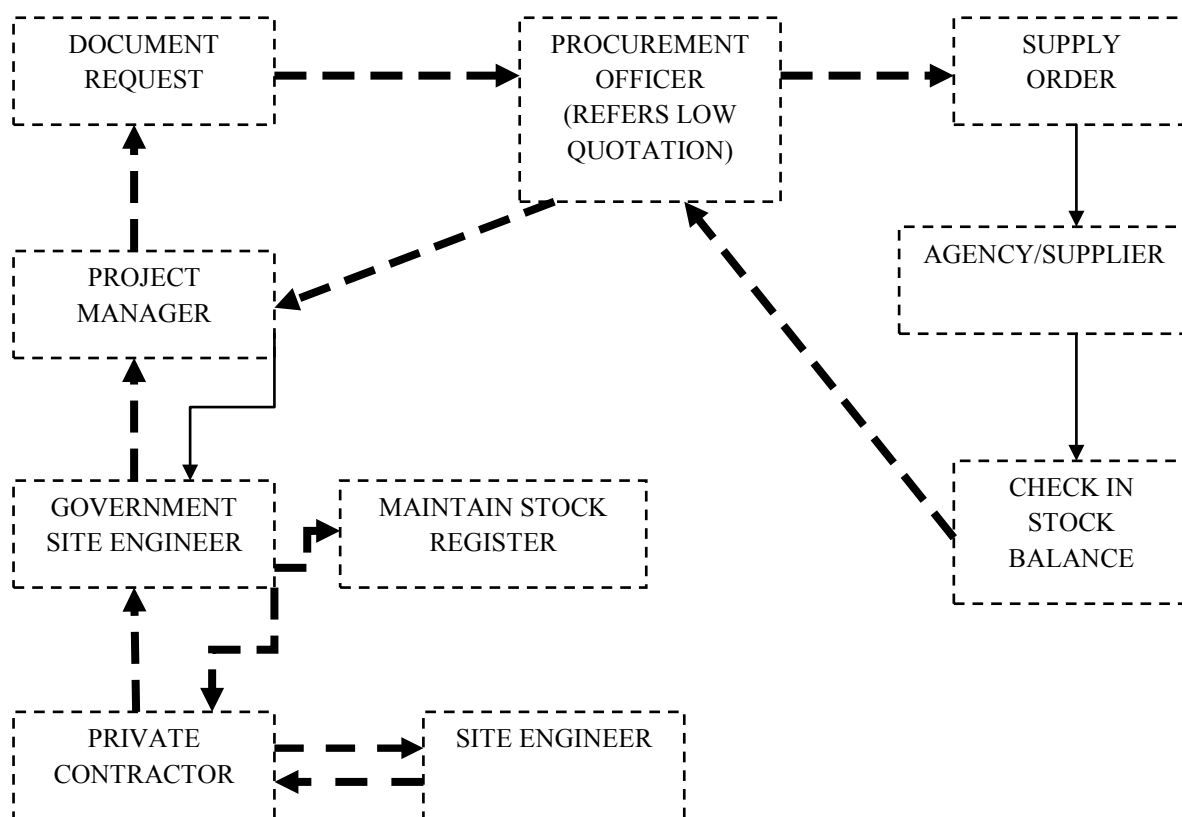 DOCUMENT
REQUEST
PROCUREMENT
OFFICER
(REFERS LOW
QUOTATION)
SUPPLY
ORDER
PROJECT
MANAGER
AGENCY/SUPPLIER
GOVERNMENT
SITE ENGINEER
MAINTAIN STOCK
REGISTER
CHECK IN
STOCK
BALANCE
PRIVATE
CONTRACTOR
SITE ENGINEER